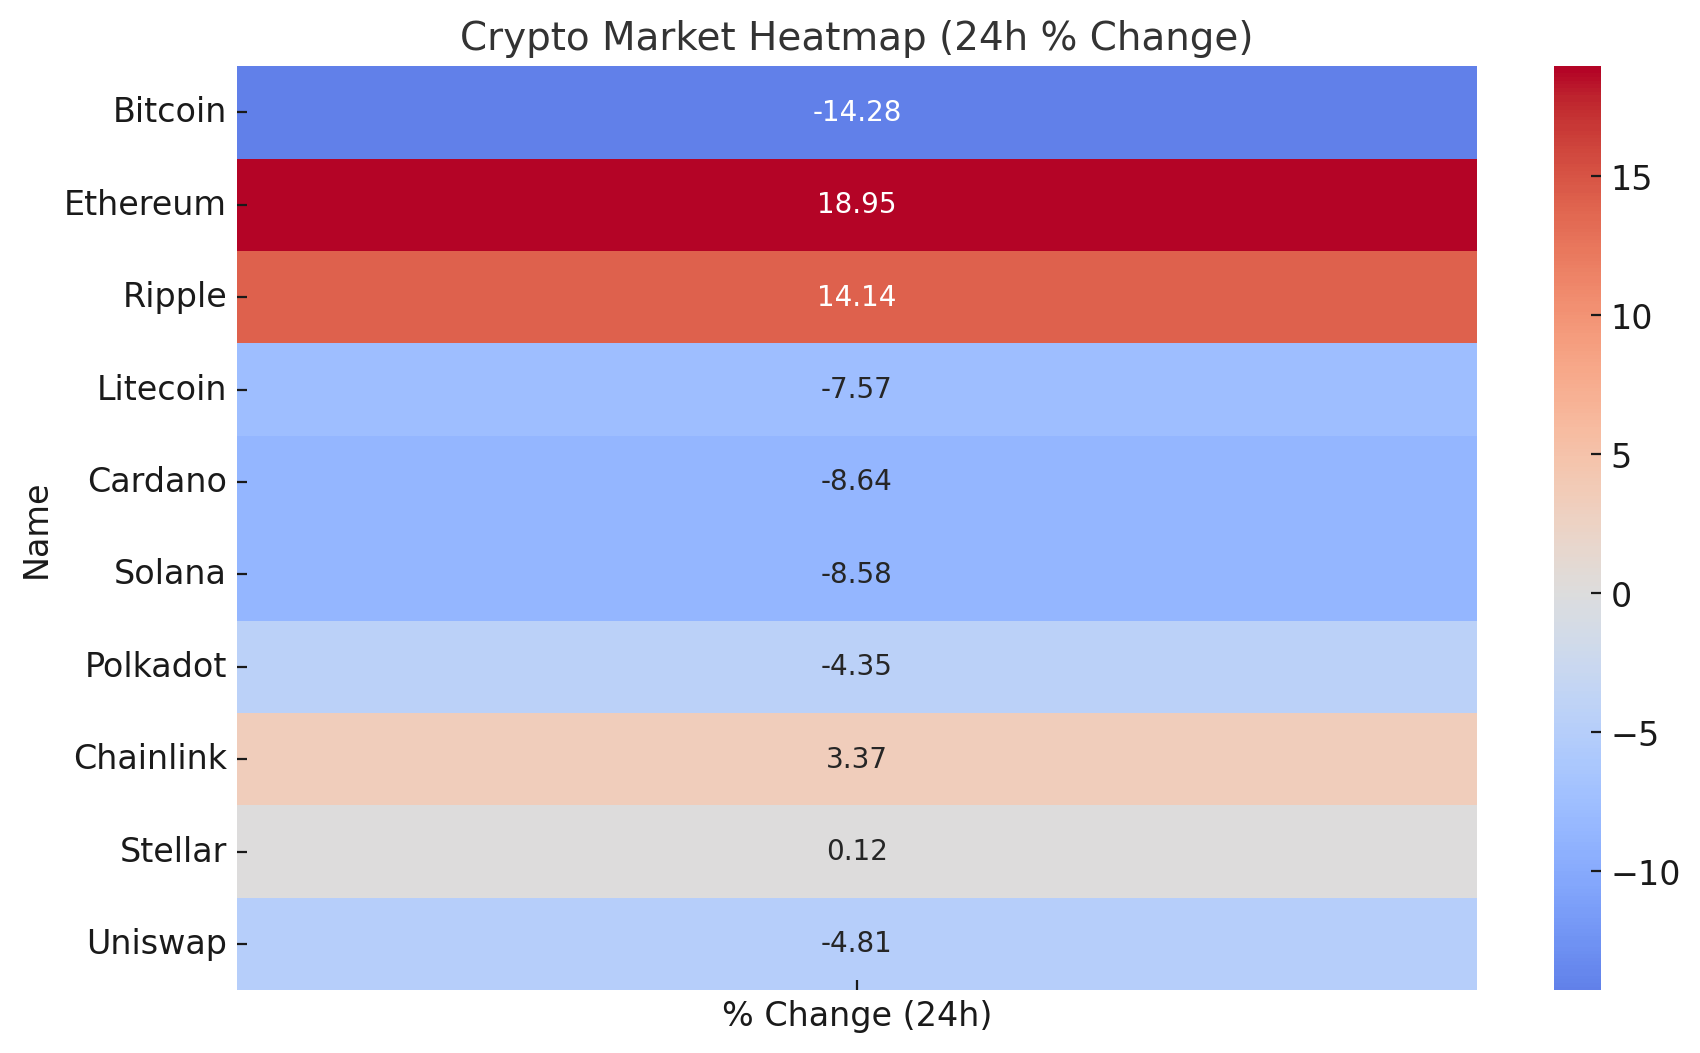 Crypto Market Heatmap (24h % Change)
Name
Bitcoin -14.28
Ethereum 18.95
Ripple 14.14
Litecoin -7.57
Cardano -8.64
Solana -8.58
Polkadot -4.35
Chainlink 3.37
Stellar 0.12
Uniswap -4.81
% Change (24h)
15
10
5
0
−5
−10